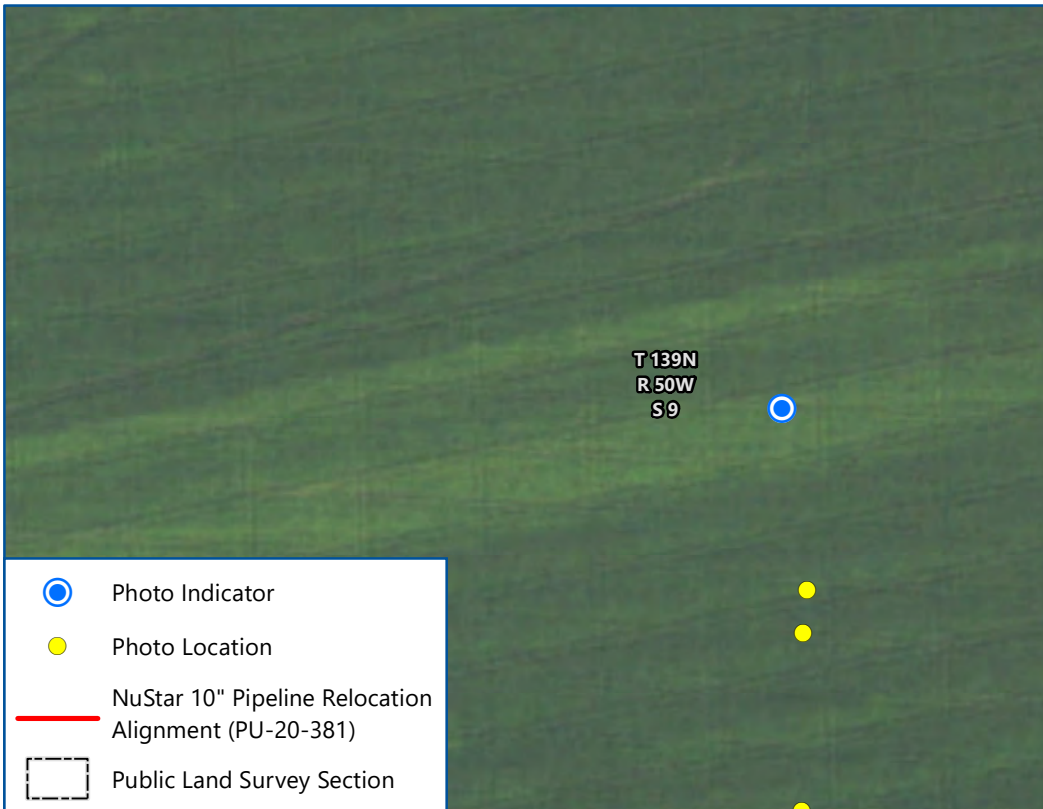 T 139N
R 50W
S 9
Photo Indicator
Photo Location
NuStar 10" Pipeline Relocation
Alignment (PU-20-381)
Public Land Survey Section